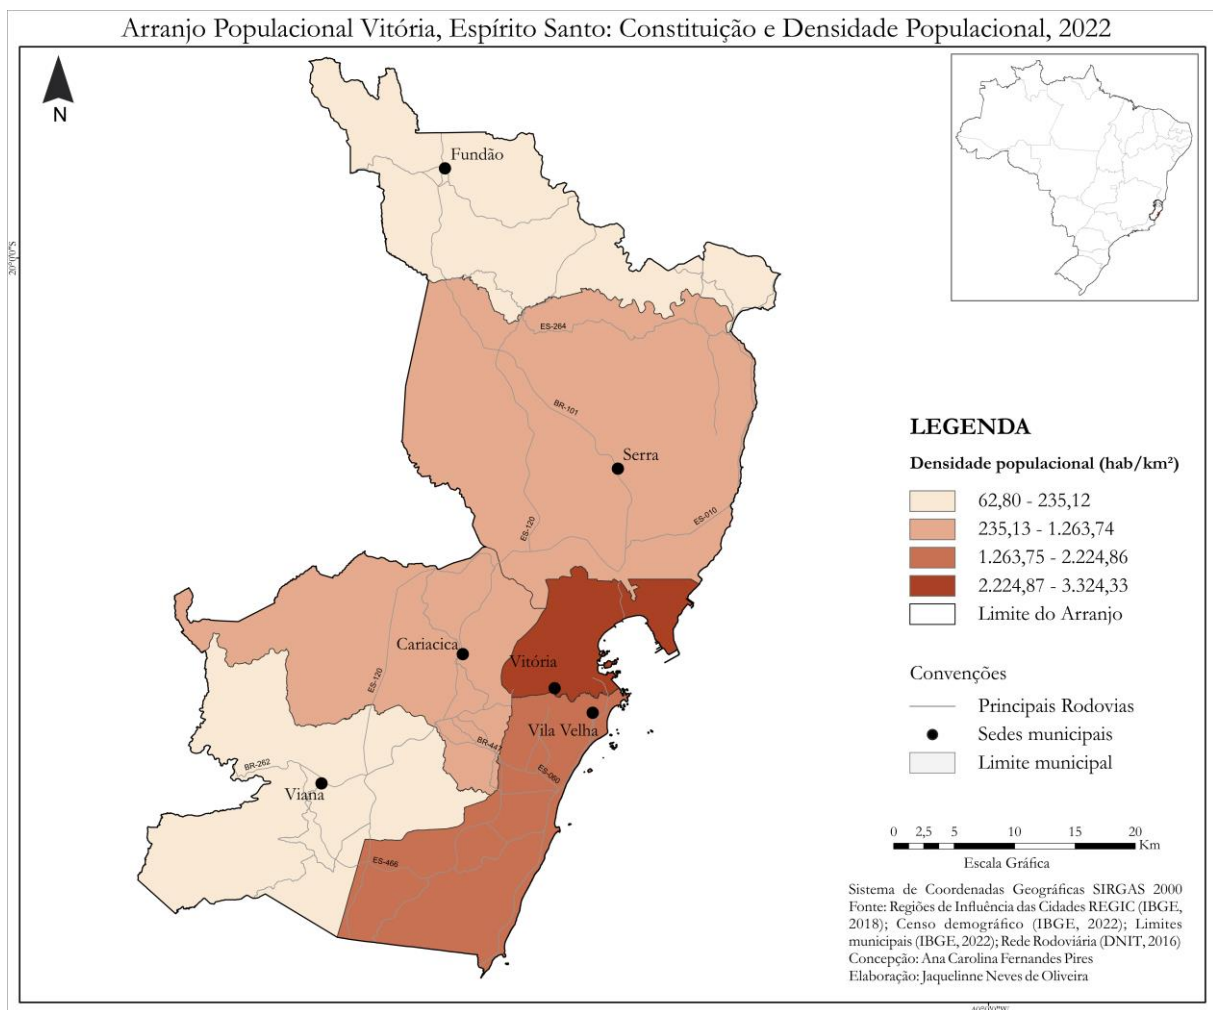 Arranjo Populacional Vitória, Espírito Santo: Constituição e Densidade Populacional, 2022
N
Fundão
20°0'0"S
ES-264
BR-101
Serra
ES-120
ES-010
Cariacica
Vitória
ES-120
Vila Velha
BR-447
BR-262
ES-060
Viana
ES-466
LEGENDA
Densidade populacional (hab/km²)
62,80 - 235,12
235,13 - 1.263,74
1.263,75 - 2.224,86
2.224,87 - 3.324,33
Limite do Arranjo
Convenções
Principais Rodovias
Sedes municipais
Limite municipal
0 2,5 5 10 15 20
Km
Escala Gráfica
Sistema de Coordenadas Geográficas SIRGAS 2000
Fonte: Regiões de Influência das Cidades REGIC (IBGE,
2018); Censo demográfico (IBGE, 2022); Limites
municipais (IBGE, 2022); Rede Rodoviária (DNIT, 2016)
Concepção: Ana Carolina Fernandes Pires
Elaboração: Jaquelinne Neves de Oliveira